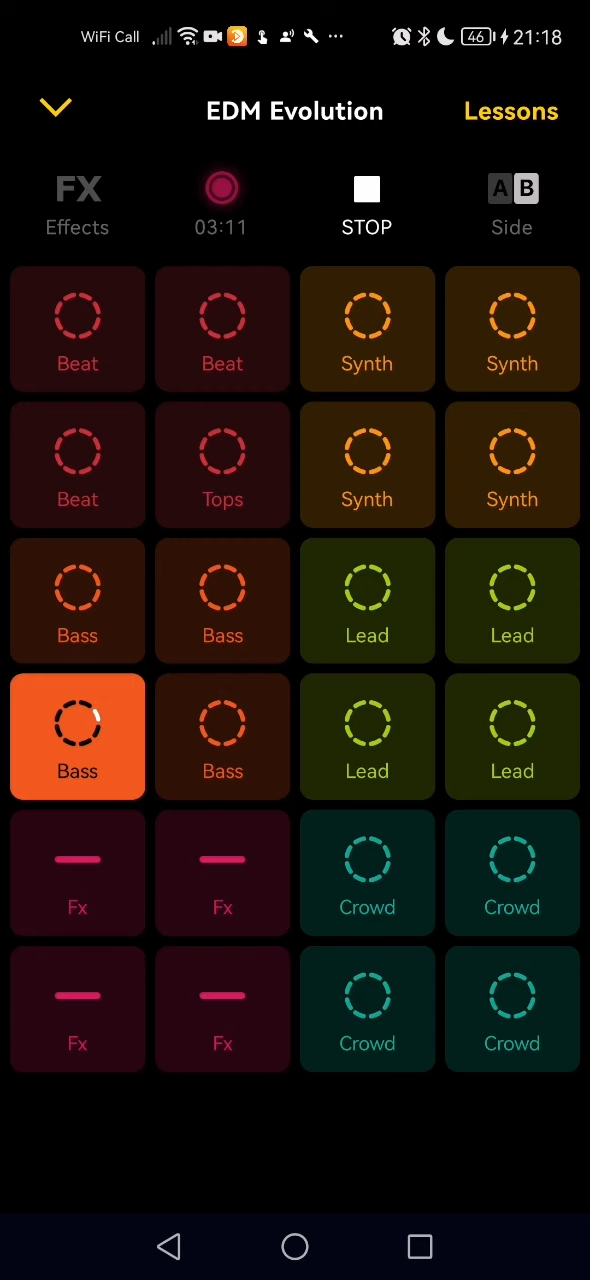 WiFi Call 46 21:18
EDM Evolution Lessons
FX A B
Effects 03:11 STOP Side
Beat Beat Synth Synth
Beat Tops Synth Synth
Bass Bass Lead Lead
Bass Bass Lead Lead
Fx Fx Crowd Crowd
Fx Fx Crowd Crowd